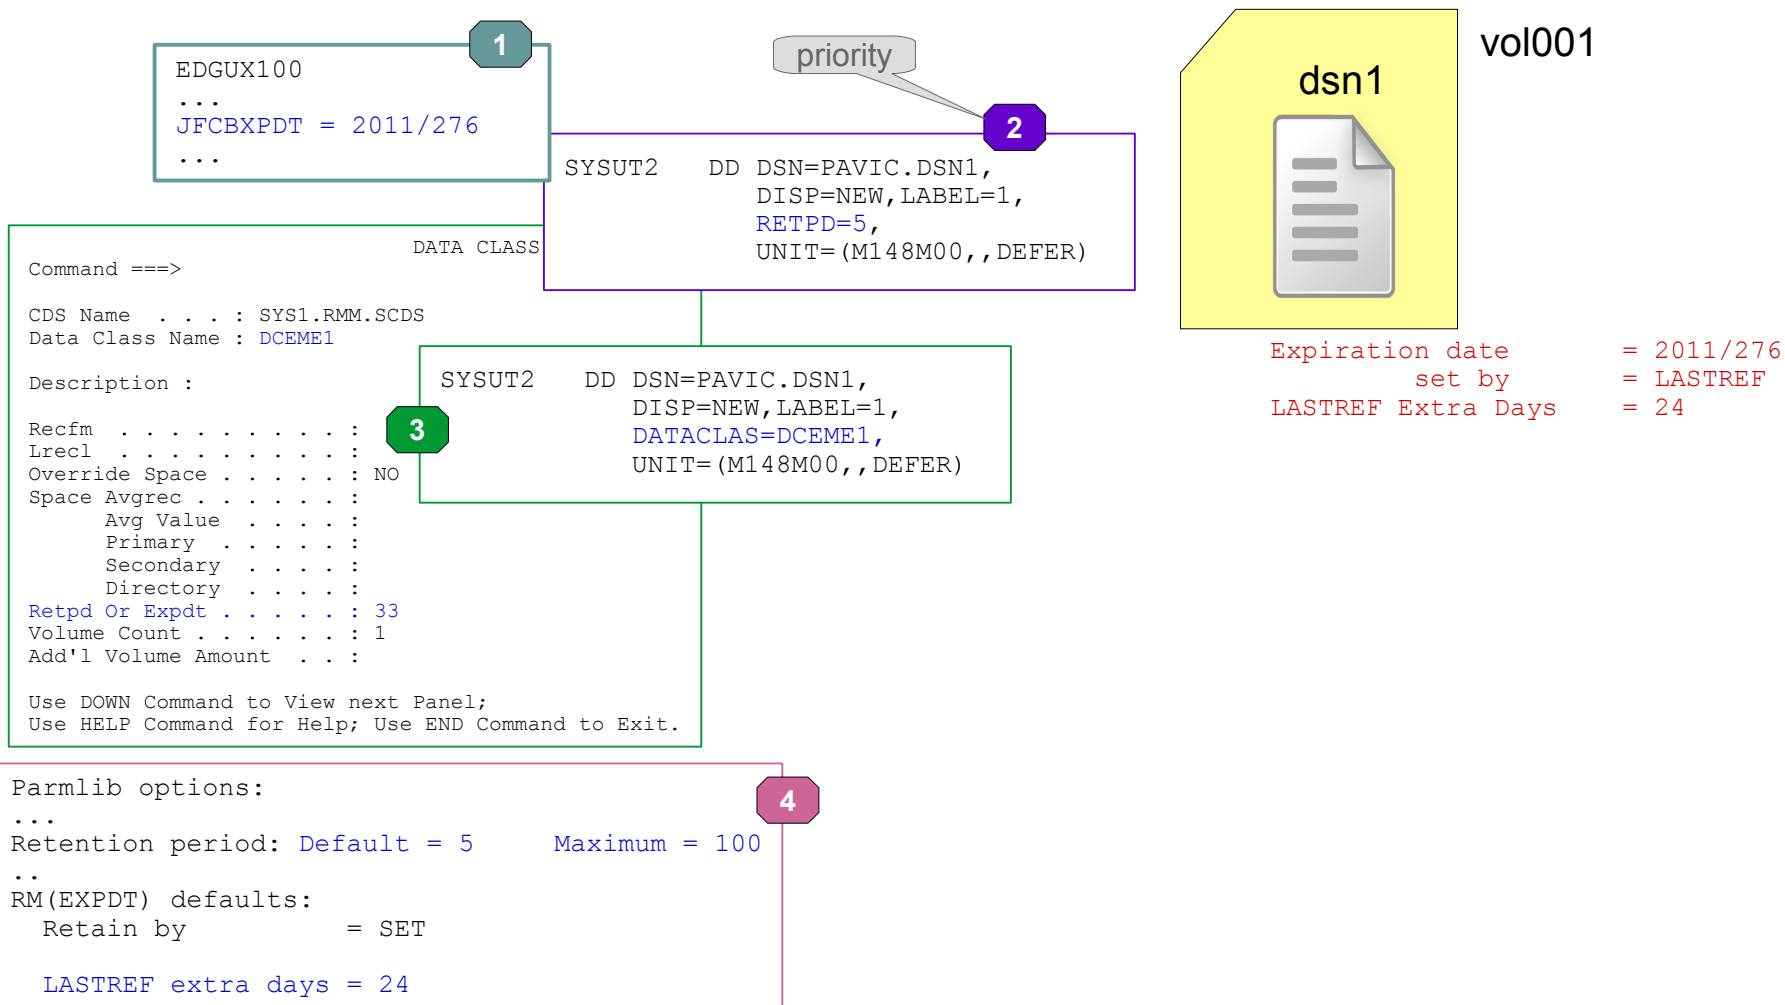 1
EDGUX100
...
JFCBXPDT = 2011/276
...
priority
2
SYSUT2   DD DSN=PAVIC.DSN1,
DISP=NEW,LABEL=1,
RETPD=5,
UNIT=(M148M00,,DEFER)
DATA CLASS
Command ===>
CDS Name  . . . : SYS1.RMM.SCDS
Data Class Name : DCEME1
Description :
Recfm  . . . . . . . . . :
Lrecl  . . . . . . . . . :
Override Space . . . . . : NO
Space Avgrec . . . . . . :
Avg Value  . . . . :
Primary  . . . . . :
Secondary  . . . . :
Directory  . . . . :
Retpd Or Expdt . . . . . : 33
Volume Count . . . . . . : 1
Add'l Volume Amount  . . :
Use DOWN Command to View next Panel;
Use HELP Command for Help; Use END Command to Exit.
3
SYSUT2   DD DSN=PAVIC.DSN1,
DISP=NEW,LABEL=1,
DATACLAS=DCEME1,
UNIT=(M148M00,,DEFER)
4
Parmlib options:
...
Retention period: Default = 5     Maximum = 100
..
RM(EXPDT) defaults:
Retain by          = SET
LASTREF extra days = 24
vol001
dsn1
Expiration date       = 2011/276
set by       = LASTREF
LASTREF Extra Days    = 24